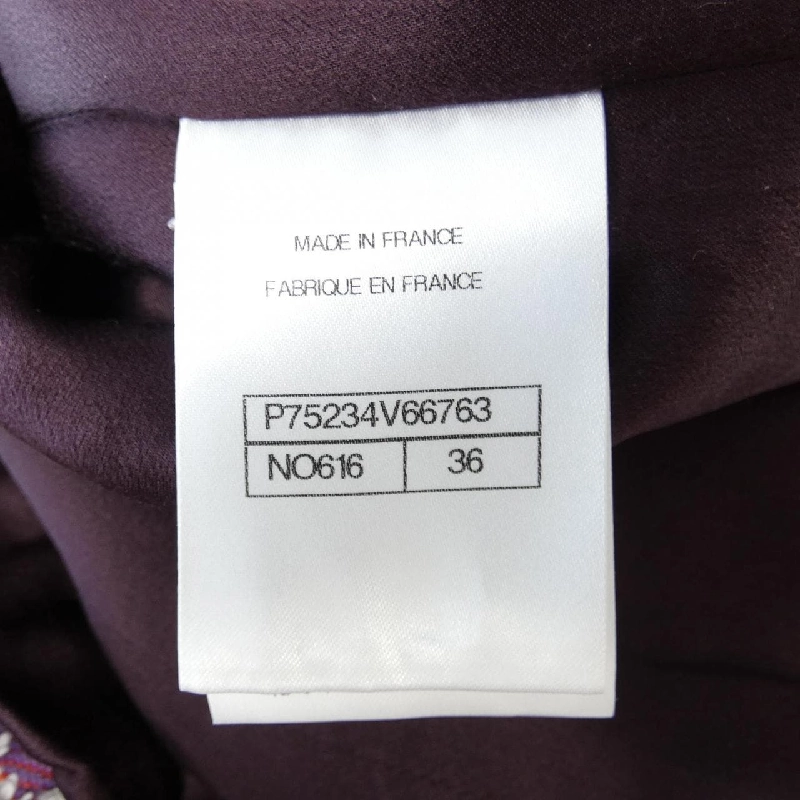 MADE IN FRANCE
FABRIQUE EN FRANCE
P75234V66763
NO616 36